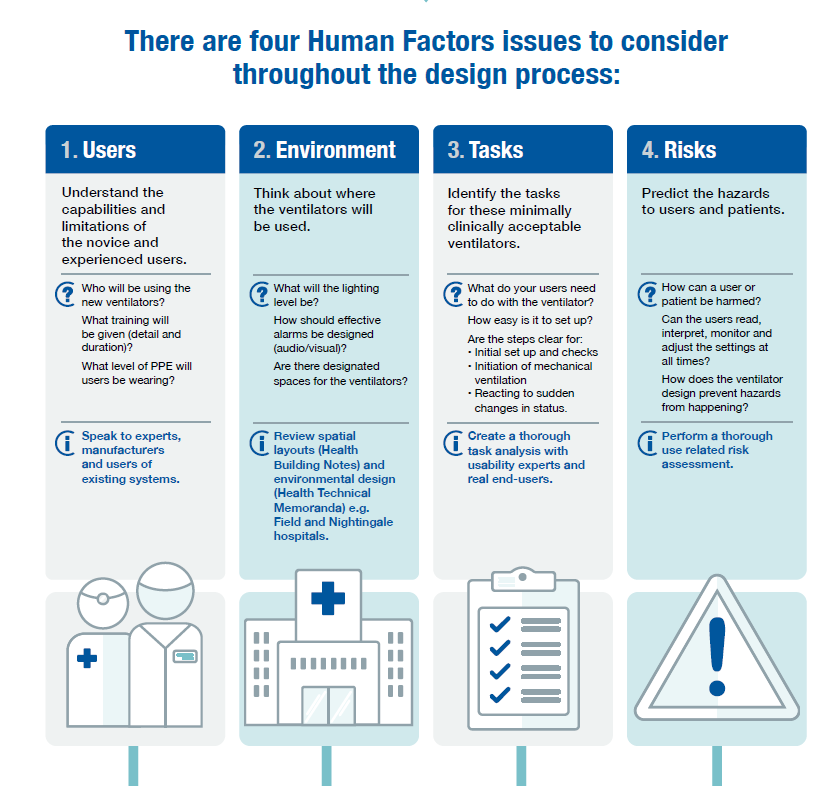 There are four Human Factors issues to consider
throughout the design process:
1. Users
Understand the
capabilities and
limitations of
the novice and
experienced users.
Who will be using the
new ventilators?
What training will
be given (detail and
duration)?
What level of PPE will
users be wearing?
Speak to experts,
manufacturers
and users of
existing systems.
2. Environment
Think about where
the ventilators will
be used.
What will the lighting
level be?
How should effective
alarms be designed
(audio/visual)?
Are there designated
spaces for the ventilators?
Review spatial
layouts (Health
Building Notes) and
environmental design
(Health Technical
Memoranda) e.g.
Field and Nightingale
hospitals.
3. Tasks
Identify the tasks
for these minimally
clinically acceptable
ventilators.
What do your users need
to do with the ventilator?
How easy is it to set up?
Are the steps clear for:
• Initial set up and checks
• Initiation of mechanical
ventilation
• Reacting to sudden
changes in status.
Create a thorough
task analysis with
usability experts and
real end-users.
4. Risks
Predict the hazards
to users and patients.
How can a user or
patient be harmed?
Can the users read,
interpret, monitor and
adjust the settings at
all times?
How does the ventilator
design prevent hazards
from happening?
Perform a thorough
use related risk
assessment.